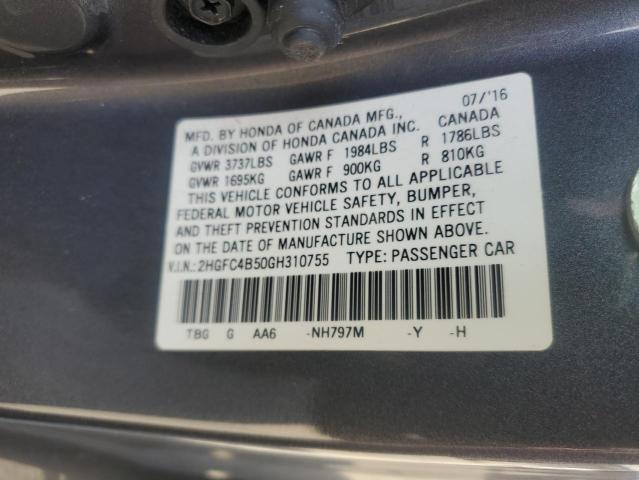 07/'16
MFD. BY HONDA OF CANADA MFG., CANADA
A DIVISION OF HONDA CANADA INC.
GVWR 3737LBS GAWR F 1984LBS R 1786LBS
GVWR 1695KG GAWR F 900KG R 810KG
THIS VEHICLE CONFORMS TO ALL APPLICABLE
FEDERAL MOTOR VEHICLE SAFETY, BUMPER,
AND THEFT PREVENTION STANDARDS IN EFFECT
ON THE DATE OF MANUFACTURE SHOWN ABOVE.
V.I.N.: 2HGFC4B50GH310755 TYPE: PASSENGER CAR
TBG G AA6 -NH797M -Y -H